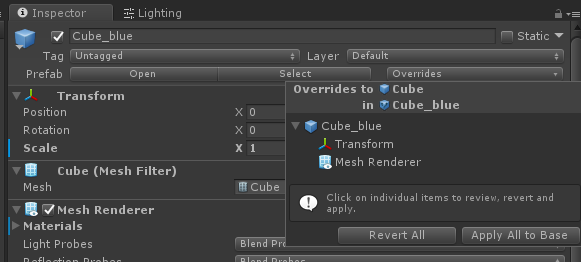 Inspector Lighting
Cube_blue Static
Tag Untagged Layer Default
Prefab Open Select Overrides
Overrides to Cube
in Cube_blue
Transform
Position X 0
Cube_blue
Rotation X 0
Transform
Scale X 1
Mesh Renderer
Cube (Mesh Filter)
Mesh Cube
Click on individual items to review, revert and
apply.
Mesh Renderer
Materials
Revert All Apply All to Base
Light Probes Blend Probes
Reflection Probes